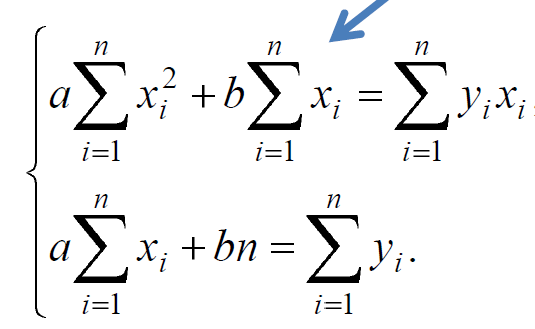 a∑_{i=1}^{n} x_i^2 + b∑_{i=1}^{n} x_i = ∑_{i=1}^{n} y_i x_i,
a∑_{i=1}^{n} x_i + bn = ∑_{i=1}^{n} y_i.